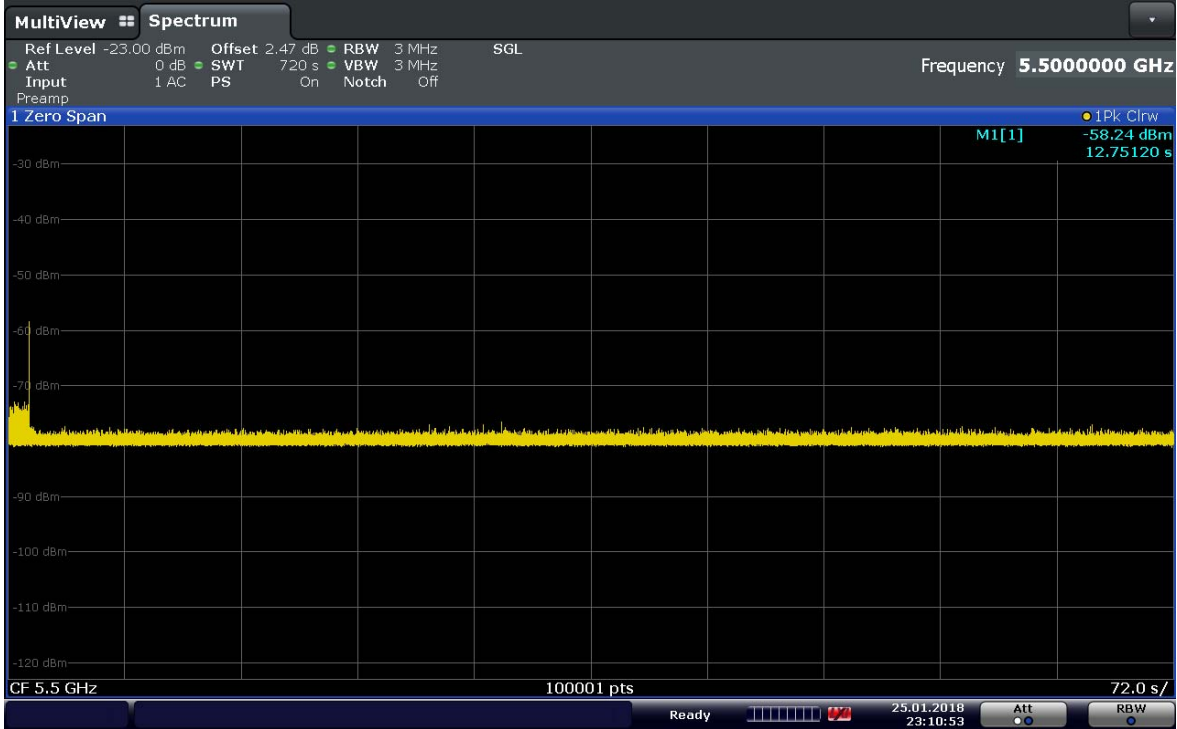 MultiView Spectrum
Ref Level -23.00 dBm Offset 2.47 dB RBW 3 MHz SGL
Att 0 dB SWT 720 s VBW 3 MHz Frequency 5.5000000 GHz
Input 1 AC PS On Notch Off
Preamp
1 Zero Span 1Pk Clrw
M1[1] -58.24 dBm
12.75120 s
-30 dBm
-40 dBm
-50 dBm
-60 dBm
-70 dBm
-90 dBm
-100 dBm
-110 dBm
-120 dBm
CF 5.5 GHz 100001 pts 72.0 s/
Ready 25.01.2018 Att RBW
23:10:53